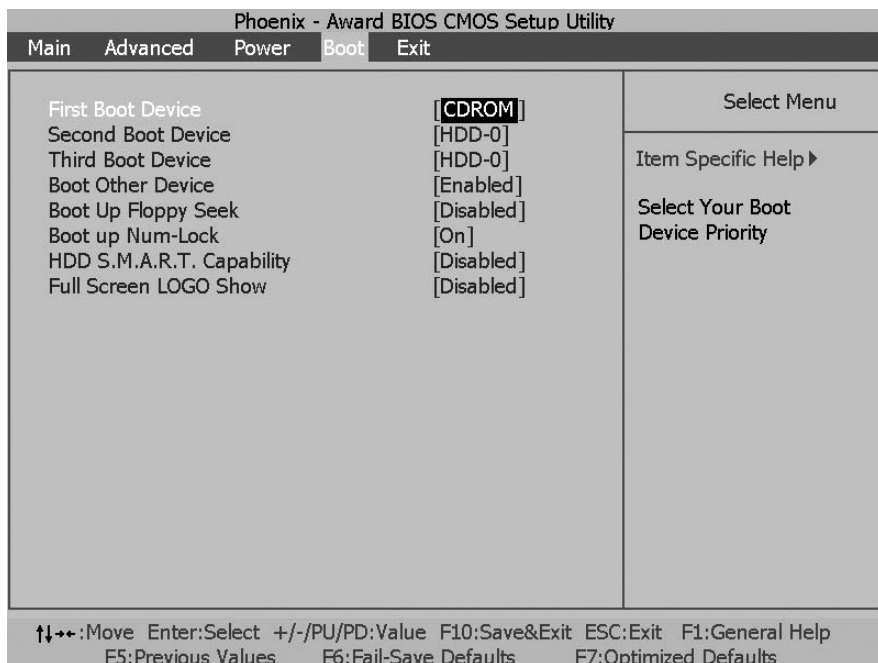 Phoenix - Award BIOS CMOS Setup Utility
Main Advanced Power Boot Exit
First Boot Device [CDROM]
Second Boot Device [HDD-0]
Third Boot Device [HDD-0]
Boot Other Device [Enabled]
Boot Up Floppy Seek [Disabled]
Boot up Num-Lock [On]
HDD S.M.A.R.T. Capability [Disabled]
Full Screen LOGO Show [Disabled]
Select Menu
Item Specific Help
Select Your Boot
Device Priority
:Move Enter:Select +/-/PU/PD:Value F10:Save&Exit ESC:Exit F1:General Help
F5:Previous Values F6:Fail-Save Defaults F7:Optimized Defaults